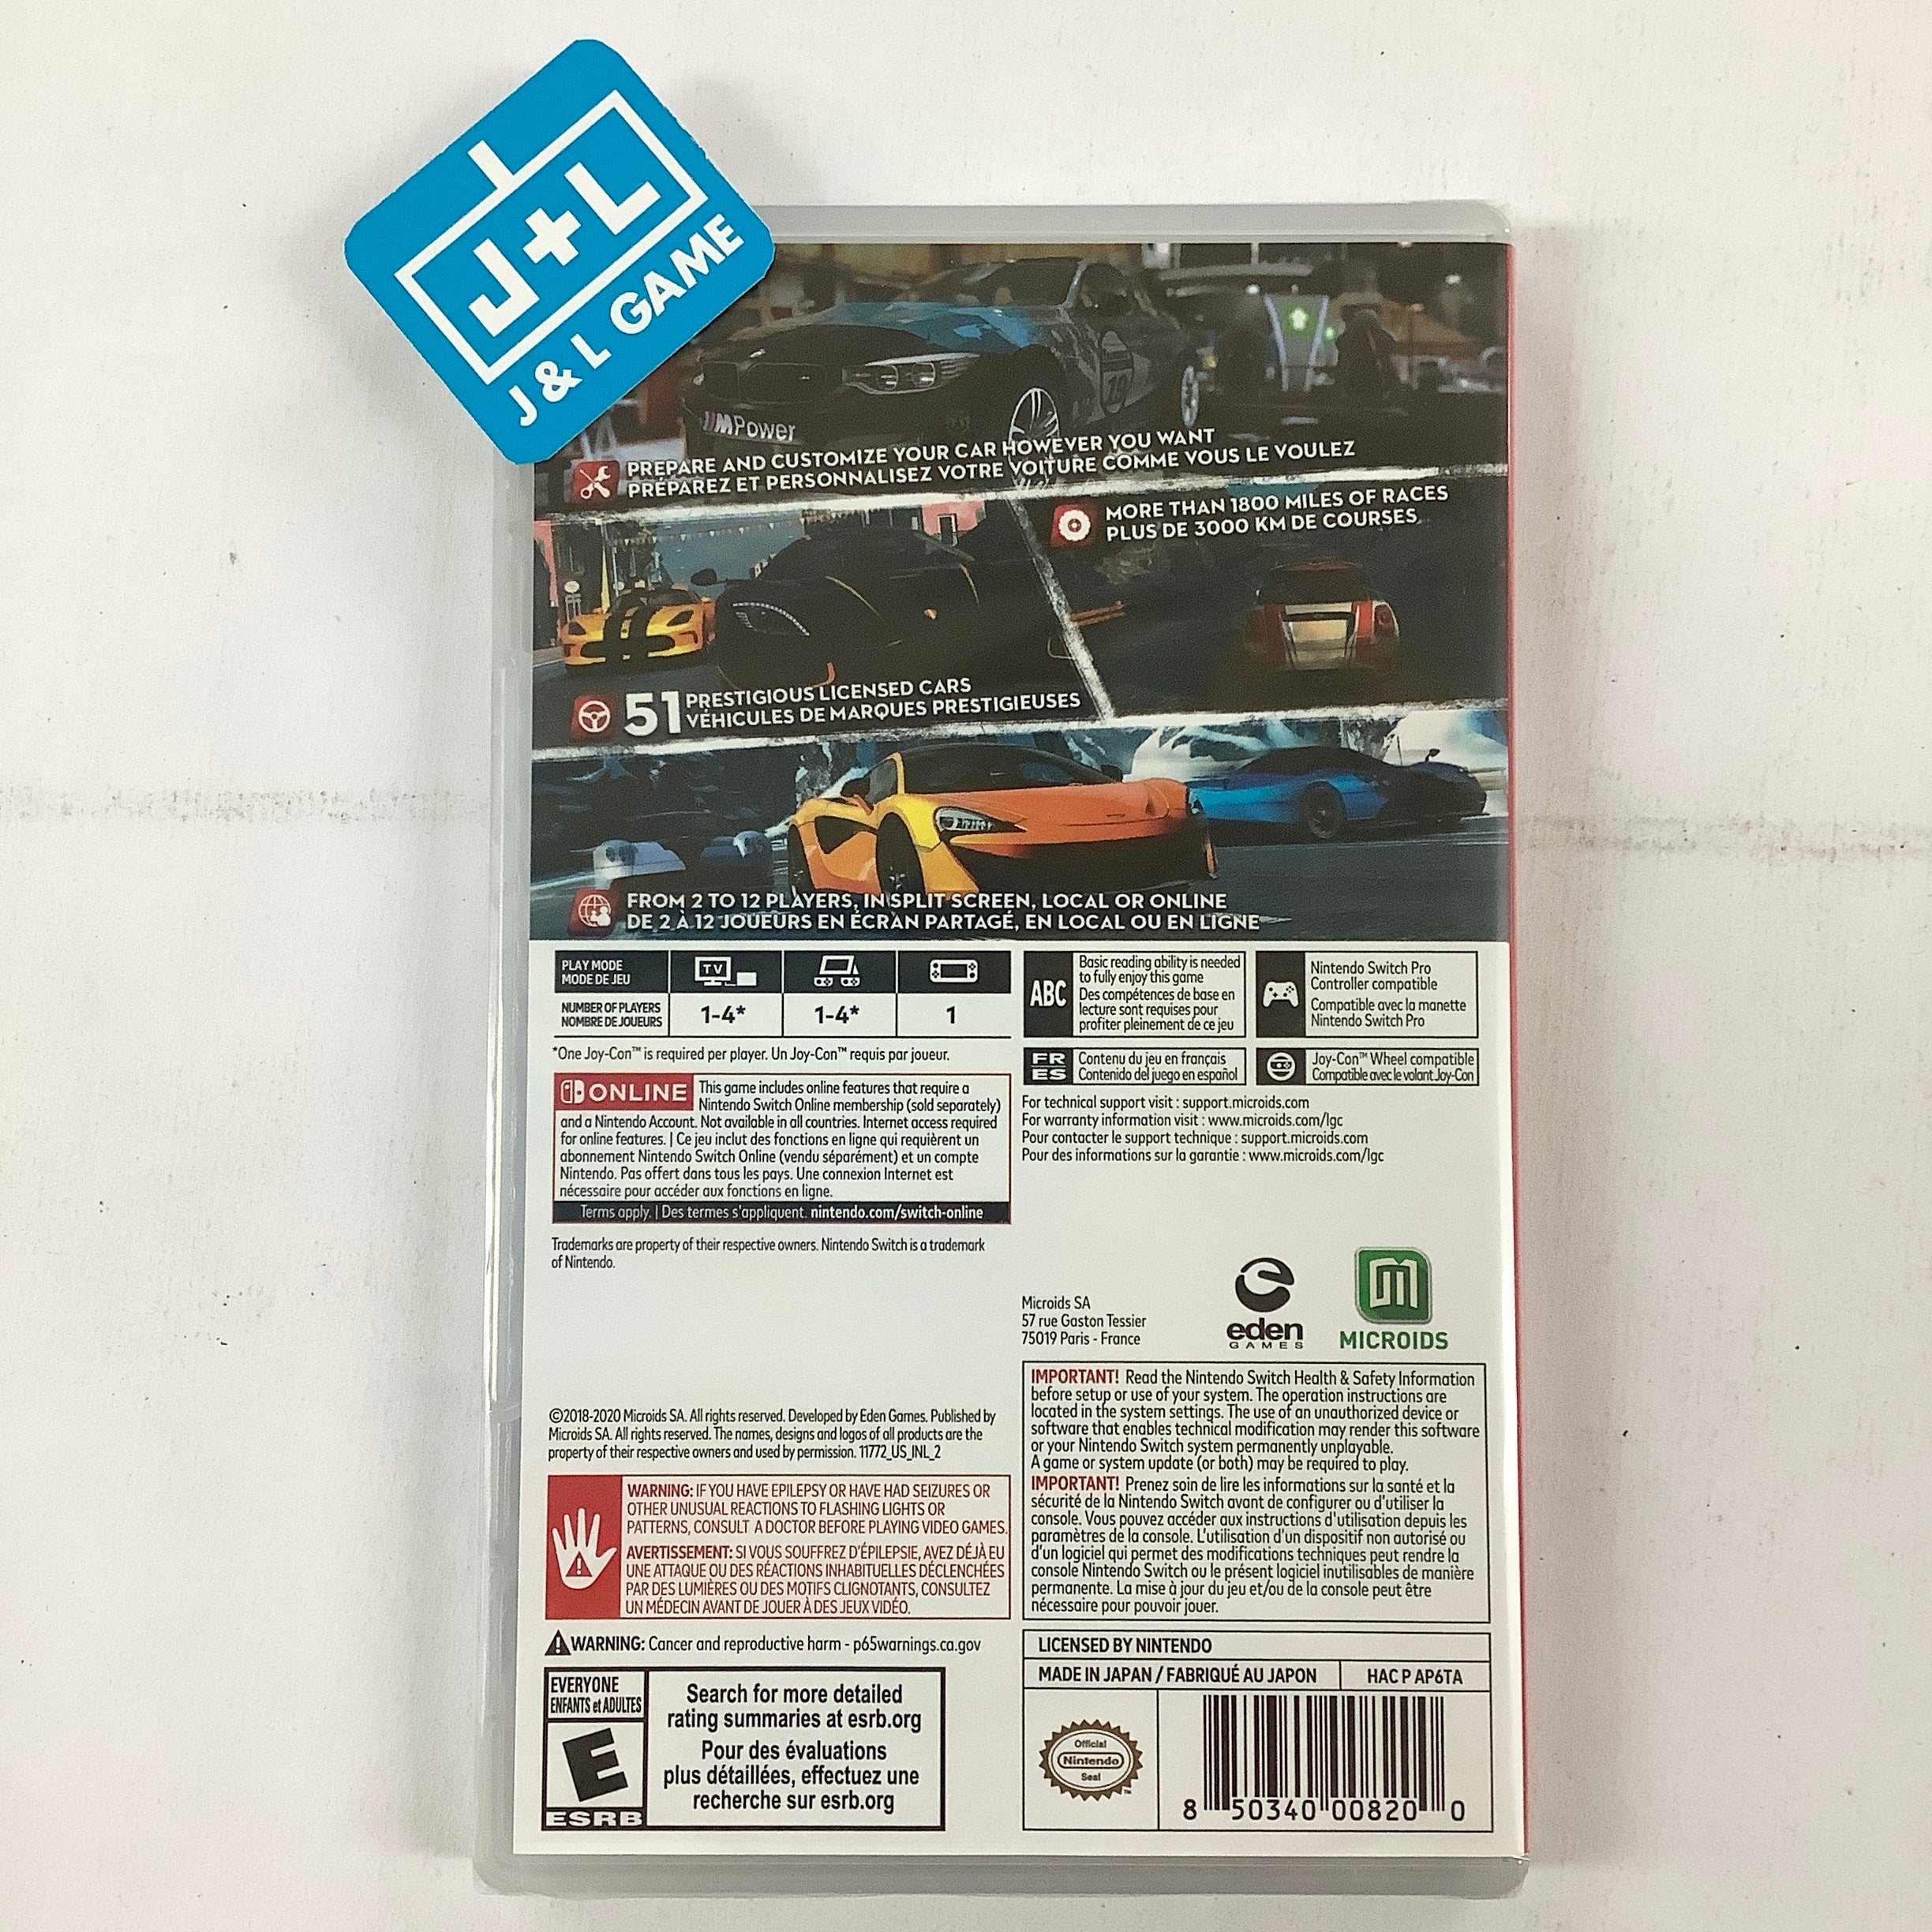 J+L
J & L GAME
MPower
19
PREPARE AND CUSTOMIZE YOUR CAR HOWEVER YOU WANT
PRÉPAREZ ET PERSONNALISEZ VOTRE VOITURE COMME VOUS LE VOULEZ
MORE THAN 1800 MILES OF RACES
PLUS DE 3000 KM DE COURSES
51 PRESTIGIOUS LICENSED CARS
VÉHICULES DE MARQUES PRESTIGIEUSES
FROM 2 TO 12 PLAYERS, IN SPLIT SCREEN, LOCAL OR ONLINE
DE 2 À 12 JOUEURS EN ÉCRAN PARTAGÉ, EN LOCAL OU EN LIGNE
PLAY MODE
MODE DE JEU
TV
NUMBER OF PLAYERS
NOMBRE DE JOUEURS
1-4* 1-4* 1
*One Joy-Con™ is required per player. Un Joy-Con™ requis par joueur.
ONLINE This game includes online features that require a
Nintendo Switch Online membership (sold separately)
and a Nintendo Account. Not available in all countries. Internet access required
for online features. | Ce jeu inclut des fonctions en ligne qui requièrent un
abonnement Nintendo Switch Online (vendu séparément) et un compte
Nintendo. Pas offert dans tous les pays. Une connexion Internet est
nécessaire pour accéder aux fonctions en ligne.
Terms apply. | Des termes s'appliquent. nintendo.com/switch-online
Trademarks are property of their respective owners. Nintendo Switch is a trademark
of Nintendo.
ABC
Basic reading ability is needed
to fully enjoy this game
Des compétences de base en
lecture sont requises pour
profiter pleinement de ce jeu
Nintendo Switch Pro
Controller compatible
Compatible avec la manette
Nintendo Switch Pro
FR Contenu du jeu en français
ES Contenido del juego en español
Joy-Con™ Wheel compatible
Compatible avec le volant Joy-Con
For technical support visit : support.microids.com
For warranty information visit : www.microids.com/lgc
Pour contacter le support technique : support.microids.com
Pour des informations sur la garantie : www.microids.com/lgc
Microids SA
57 rue Gaston Tessier
75019 Paris - France
eden
GAMES
MICROIDS
©2018-2020 Microids SA. All rights reserved. Developed by Eden Games. Published by
Microids SA. All rights reserved. The names, designs and logos of all products are the
property of their respective owners and used by permission. 11772_US_INL_2
WARNING: IF YOU HAVE EPILEPSY OR HAVE HAD SEIZURES OR
OTHER UNUSUAL REACTIONS TO FLASHING LIGHTS OR
PATTERNS, CONSULT A DOCTOR BEFORE PLAYING VIDEO GAMES.
AVERTISSEMENT: SI VOUS SOUFFREZ D'ÉPILEPSIE, AVEZ DÉJÀ EU
UNE ATTAQUE OU DES RÉACTIONS INHABITUELLES DÉCLENCHÉES
PAR DES LUMIÈRES OU DES MOTIFS CLIGNOTANTS, CONSULTEZ
UN MÉDECIN AVANT DE JOUER À DES JEUX VIDÉO.
WARNING: Cancer and reproductive harm - p65warnings.ca.gov
EVERYONE
ENFANTS et ADULTES
E
ESRB
Search for more detailed
rating summaries at esrb.org
Pour des évaluations
plus détaillées, effectuez une
recherche sur esrb.org
IMPORTANT! Read the Nintendo Switch Health & Safety Information
before setup or use of your system. The operation instructions are
located in the system settings. The use of an unauthorized device or
software that enables technical modification may render this software
or your Nintendo Switch system permanently unplayable.
A game or system update (or both) may be required to play.
IMPORTANT! Prenez soin de lire les informations sur la santé et la
sécurité de la Nintendo Switch avant de configurer ou d'utiliser la
console. Vous pouvez accéder aux instructions d'utilisation depuis les
paramètres de la console. L'utilisation d'un dispositif non autorisé ou
d'un logiciel qui permet des modifications techniques peut rendre la
console Nintendo Switch ou le présent logiciel inutilisables de manière
permanente. La mise à jour du jeu et/ou de la console peut être
nécessaire pour pouvoir jouer.
LICENSED BY NINTENDO
MADE IN JAPAN / FABRIQUÉ AU JAPON HAC P AP6TA
Official
Nintendo
Seal
8 50340 00820 0